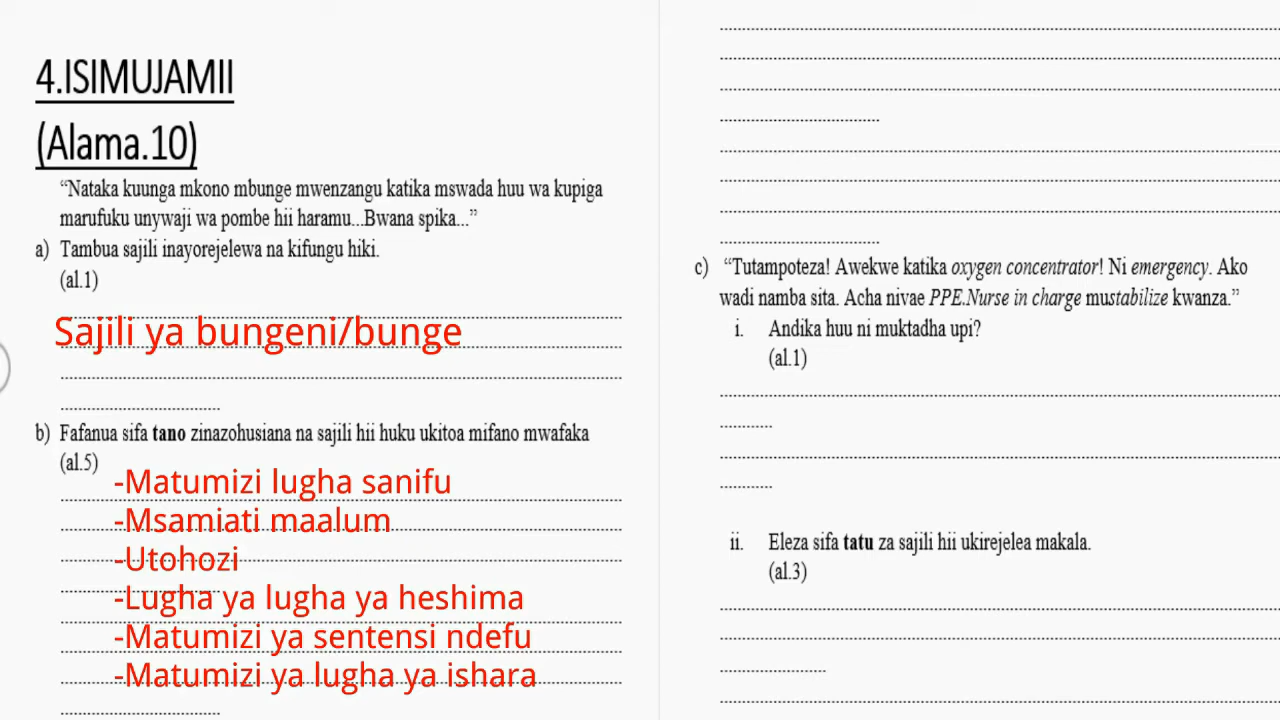 4.ISIMUJAMII
(Alama.10)
“Nataka kuunga mkono mbunge mwenzangu katika mswada huu wa kupiga
marufuku unywaji wa pombe hii haramu...Bwana spika...”
a) Tambua sajili inayorejelewa na kifungu hiki.
(al.1)
Sajili ya bungeni/bunge
b) Fafanua sifa tano zinazohusiana na sajili hii huku ukitoa mifano mwafaka
(al.5)
-Matumizi lugha sanifu
-Msamiati maalum
-Utohozi
-Lugha ya lugha ya heshima
-Matumizi ya sentensi ndefu
-Matumizi ya lugha ya ishara
c) “Tutampoteza! Awekwe katika oxygen concentrator! Ni emergency. Ako
wadi namba sita. Acha nivae PPE.Nurse in charge mustabilize kwanza.”
i. Andika huu ni muktadha upi?
(al.1)
ii. Eleza sifa tatu za sajili hii ukirejelea makala.
(al.3)